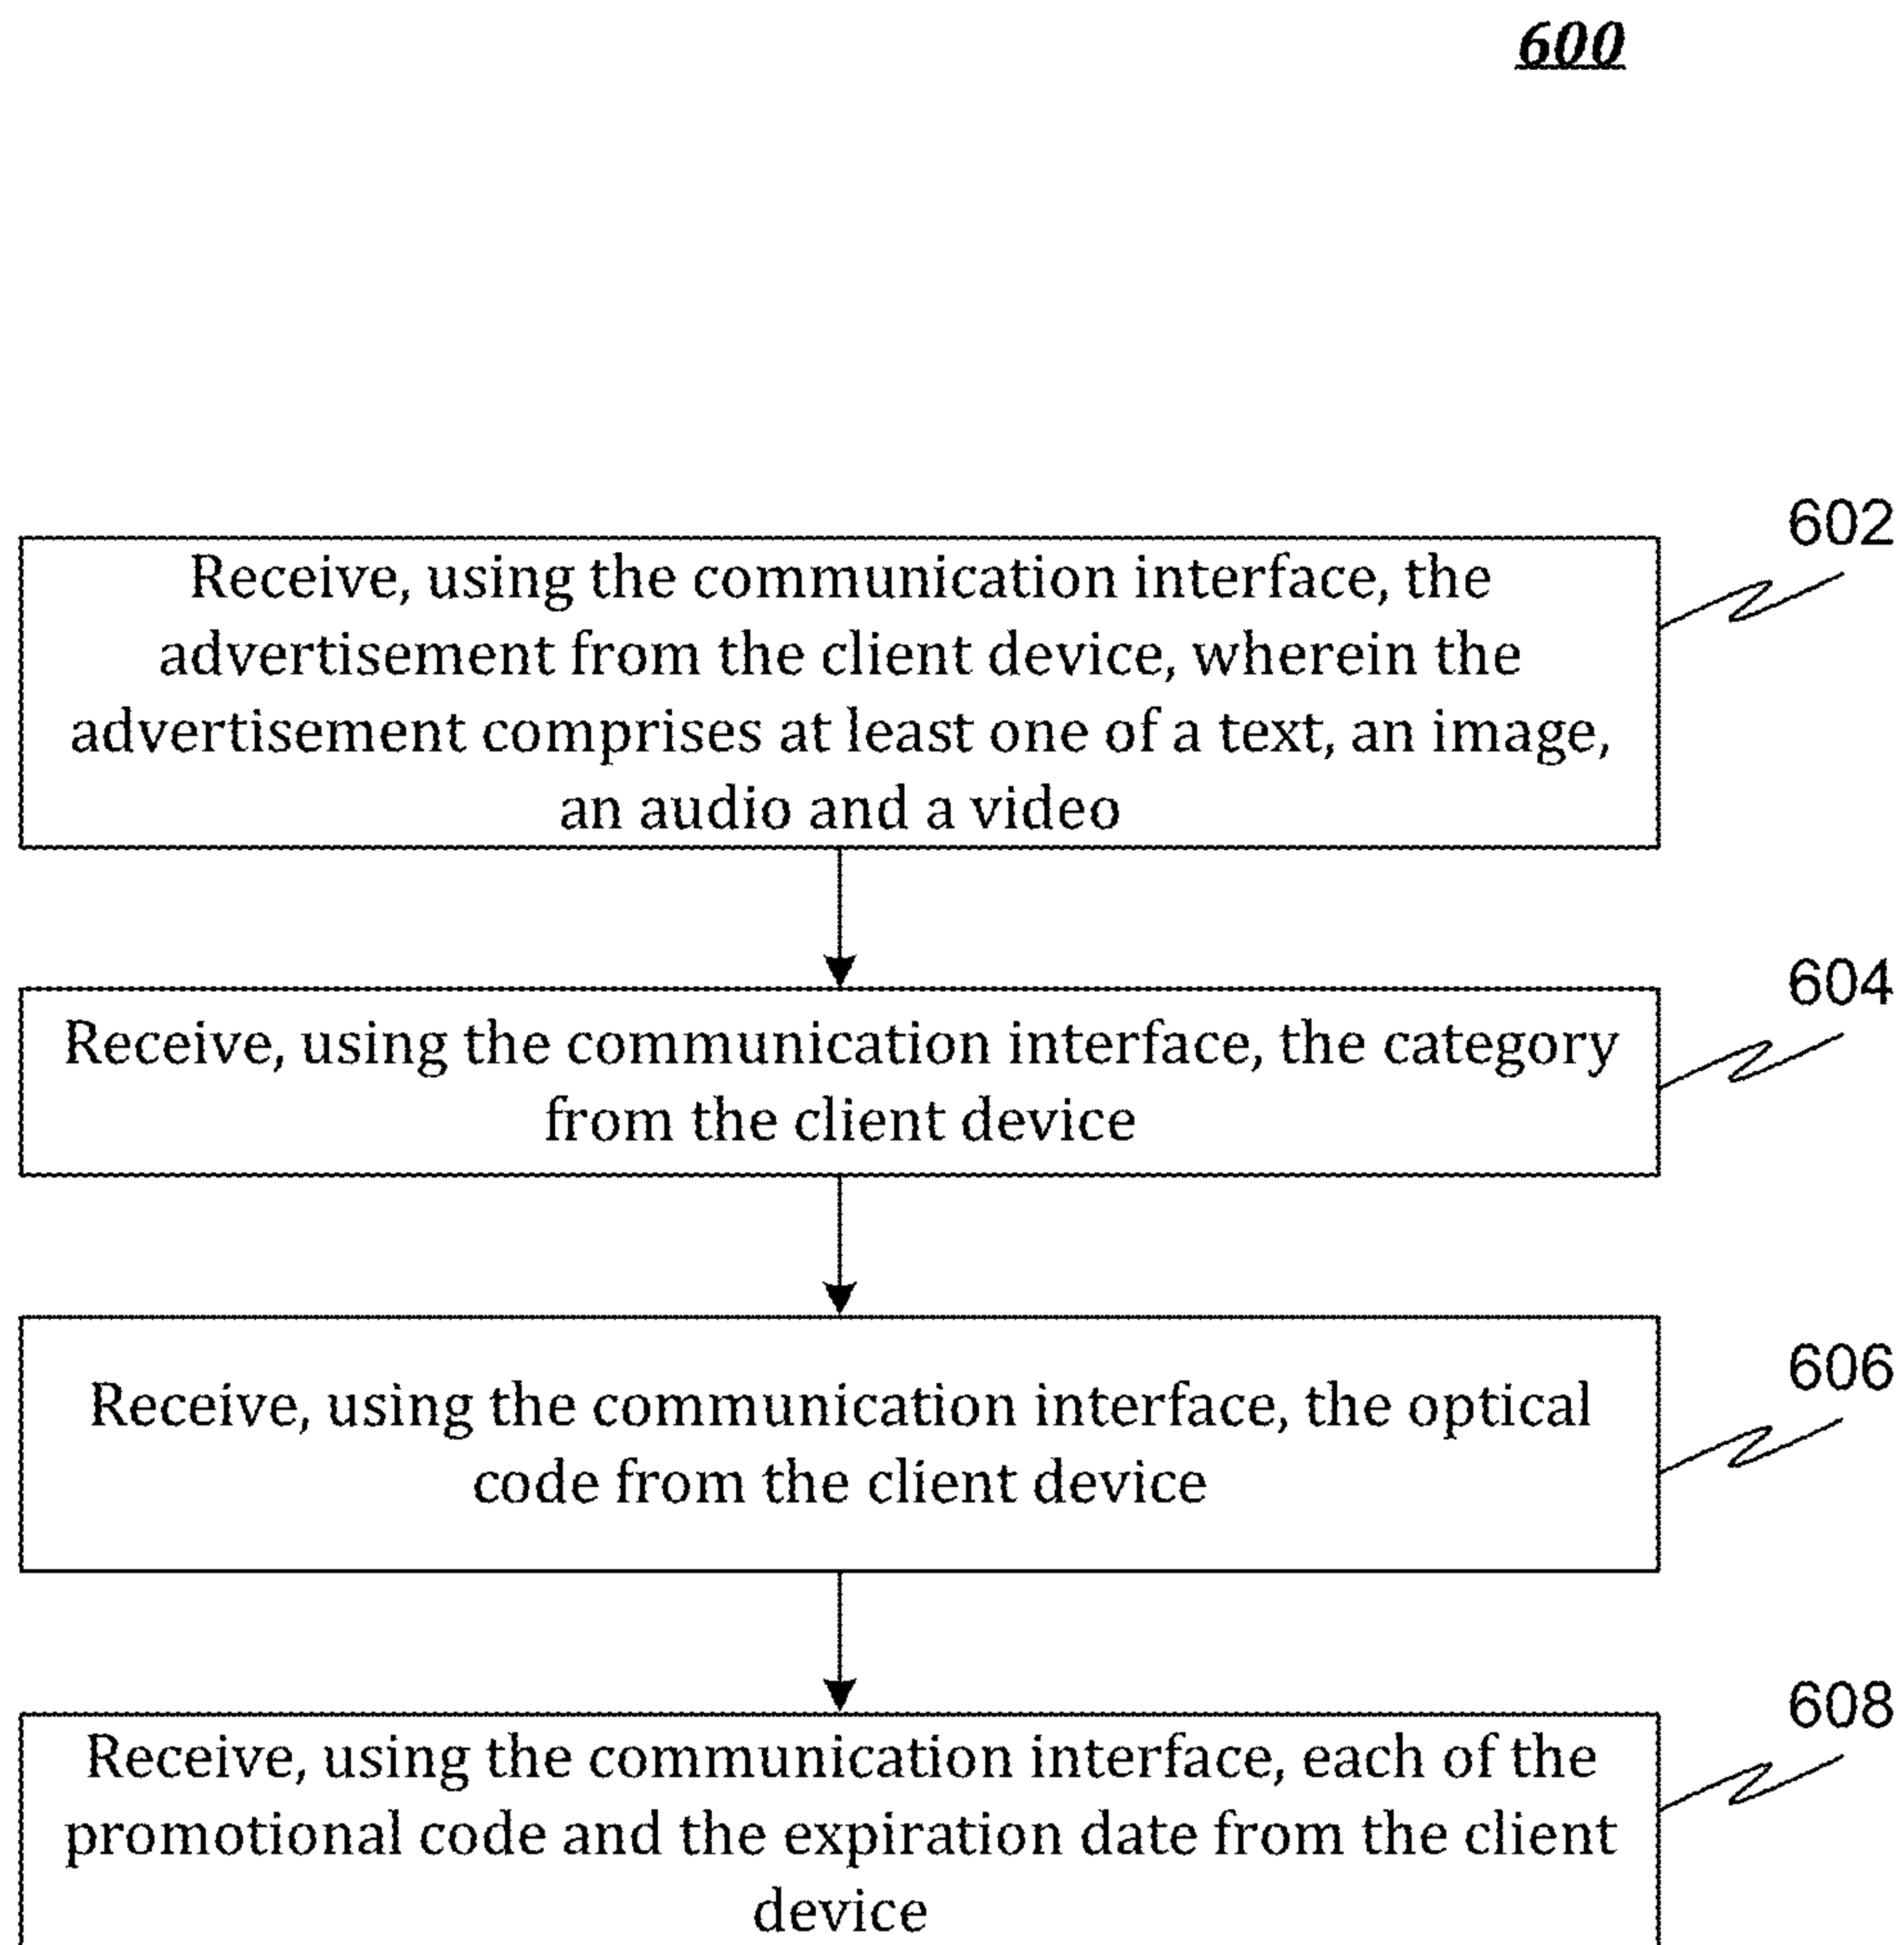 600
602
Receive, using the communication interface, the
advertisement from the client device, wherein the
advertisement comprises at least one of a text, an image,
an audio and a video
604
Receive, using the communication interface, the category
from the client device
606
Receive, using the communication interface, the optical
code from the client device
608
Receive, using the communication interface, each of the
promotional code and the expiration date from the client
device